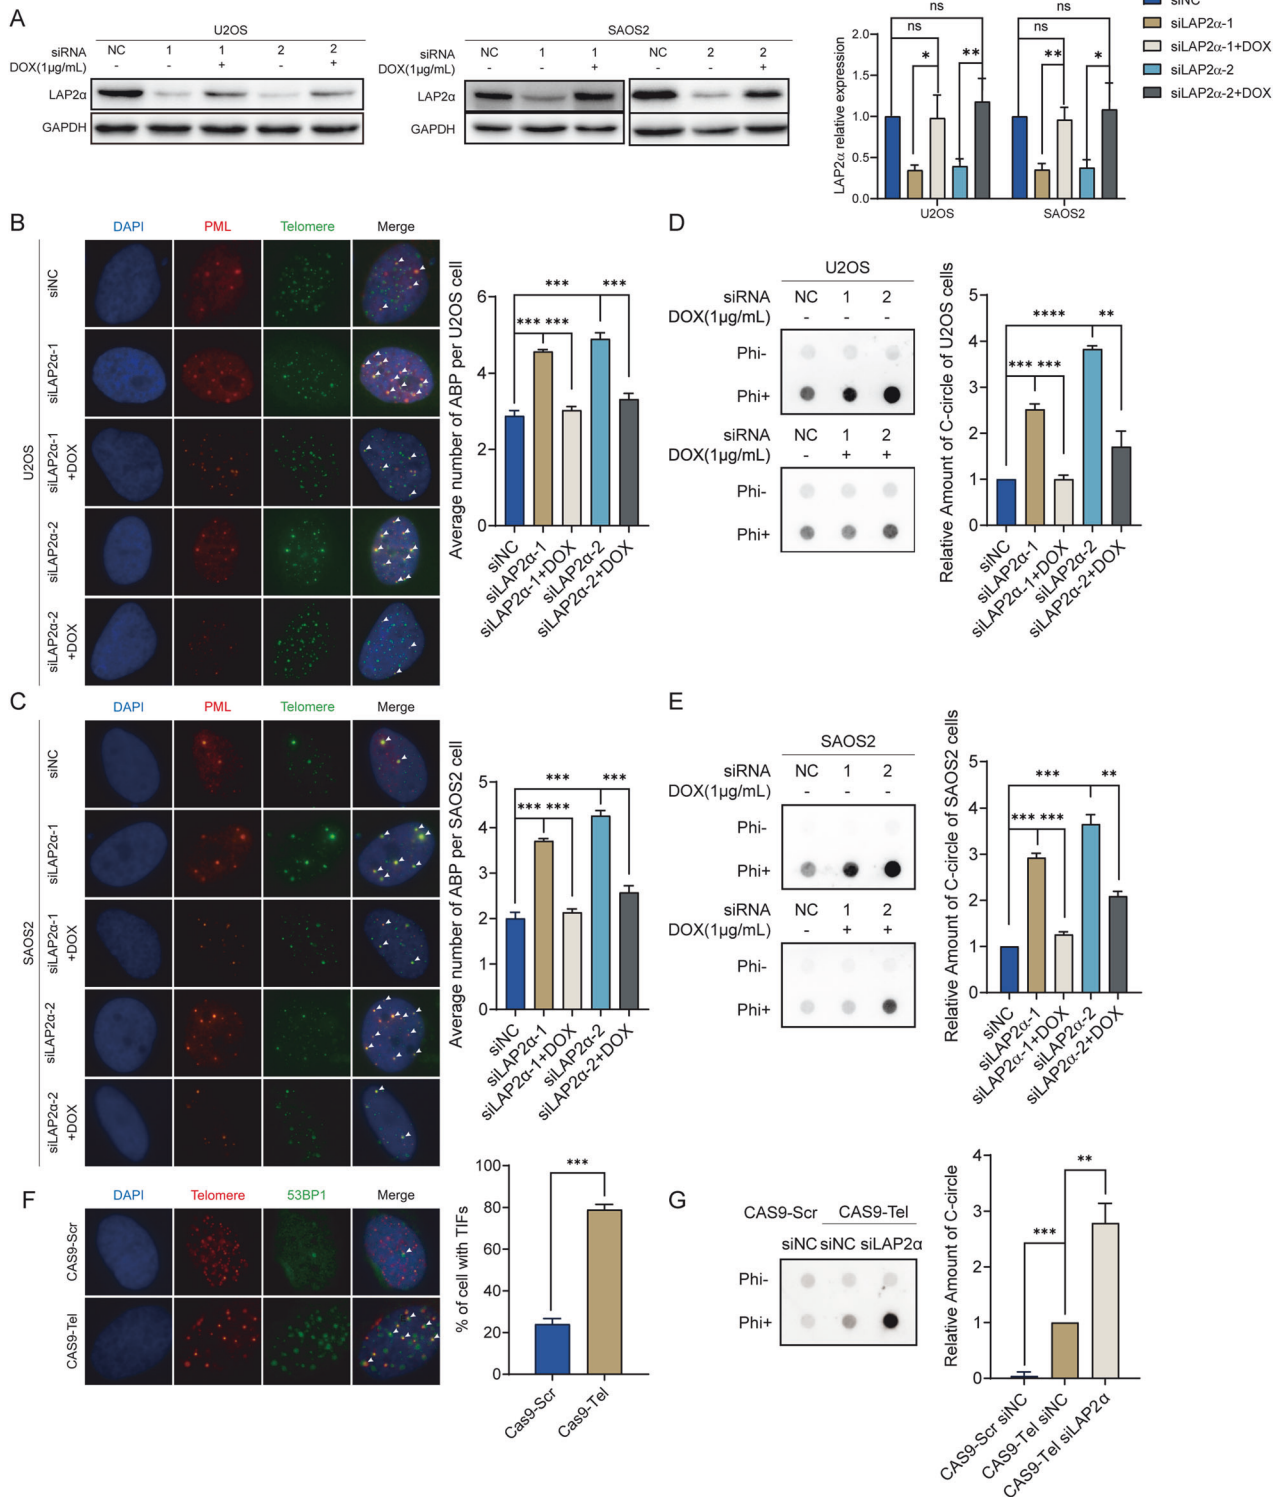 A
U2OS
siRNA NC 1 1 2 2
DOX(1μg/mL) - - + - +
LAP2α
GAPDH
SAOS2
siRNA NC 1 1 NC 2 2
DOX(1μg/mL) - - + - - +
LAP2α
GAPDH
LAP2α relative expression
2.0
1.5
1.0
0.5
0.0
ns ns
ns ns
* ** ** *
U2OS SAOS2
siNC
siLAP2α-1
siLAP2α-1+DOX
siLAP2α-2
siLAP2α-2+DOX
B
DAPI PML Telomere Merge
U2OS
siNC
siLAP2α-1
siLAP2α-1
+DOX
siLAP2α-2
siLAP2α-2
+DOX
Average number of ABP per U2OS cell
6
4
2
0
*** ***
*** ***
siNC
siLAP2α-1
siLAP2α-1+DOX
siLAP2α-2
siLAP2α-2+DOX
D
U2OS
siRNA NC 1 2
DOX(1μg/mL) - - -
Phi-
Phi+
siRNA NC 1 2
DOX(1μg/mL) - + +
Phi-
Phi+
Relative Amount of C-circle of U2OS cells
5
4
3
2
1
0
**** **
*** ***
siNC
siLAP2α-1
siLAP2α-1+DOX
siLAP2α-2
siLAP2α-2+DOX
C
DAPI PML Telomere Merge
SAOS2
siNC
siLAP2α-1
siLAP2α-1
+DOX
siLAP2α-2
siLAP2α-2
+DOX
Average number of ABP per SAOS2 cell
5
4
3
2
1
0
*** ***
*** ***
siNC
siLAP2α-1
siLAP2α-1+DOX
siLAP2α-2
siLAP2α-2+DOX
E
SAOS2
siRNA NC 1 2
DOX(1μg/mL) - - -
Phi-
Phi+
siRNA NC 1 2
DOX(1μg/mL) - + +
Phi-
Phi+
Relative Amount of C-circle of SAOS2 cells
5
4
3
2
1
0
*** **
*** ***
siNC
siLAP2α-1
siLAP2α-1+DOX
siLAP2α-2
siLAP2α-2+DOX
F
DAPI Telomere 53BP1 Merge
CAS9-Scr
CAS9-Tel
% of cell with TIFs
100
80
60
40
20
0
***
Cas9-Scr
Cas9-Tel
G
CAS9-Scr CAS9-Tel
siNC siNC siLAP2α
Phi-
Phi+
Relative Amount of C-circle
4
3
2
1
0
**
***
CAS9-Scr siNC
CAS9-Tel siNC
CAS9-Tel siLAP2α